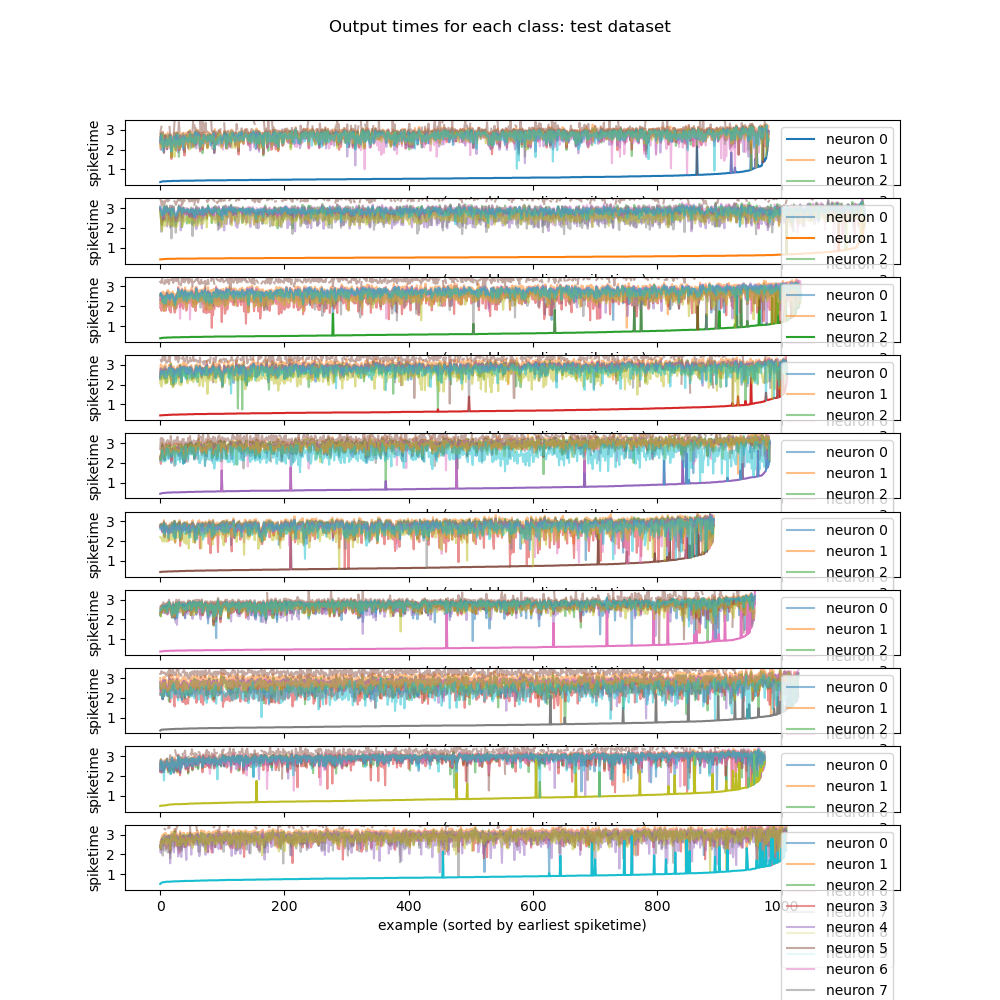 Output times for each class: test dataset
spiketime
3
2
1
neuron 0
neuron 1
neuron 2
spiketime
3
2
1
neuron 0
neuron 1
neuron 2
spiketime
3
2
1
neuron 0
neuron 1
neuron 2
spiketime
3
2
1
neuron 0
neuron 1
neuron 2
spiketime
3
2
1
neuron 0
neuron 1
neuron 2
spiketime
3
2
1
neuron 0
neuron 1
neuron 2
spiketime
3
2
1
neuron 0
neuron 1
neuron 2
spiketime
3
2
1
neuron 0
neuron 1
neuron 2
spiketime
3
2
1
neuron 0
neuron 1
neuron 2
spiketime
3
2
1
neuron 0
neuron 1
neuron 2
neuron 3
neuron 4
neuron 5
neuron 6
neuron 7
0 200 400 600 800 1000
example (sorted by earliest spiketime)